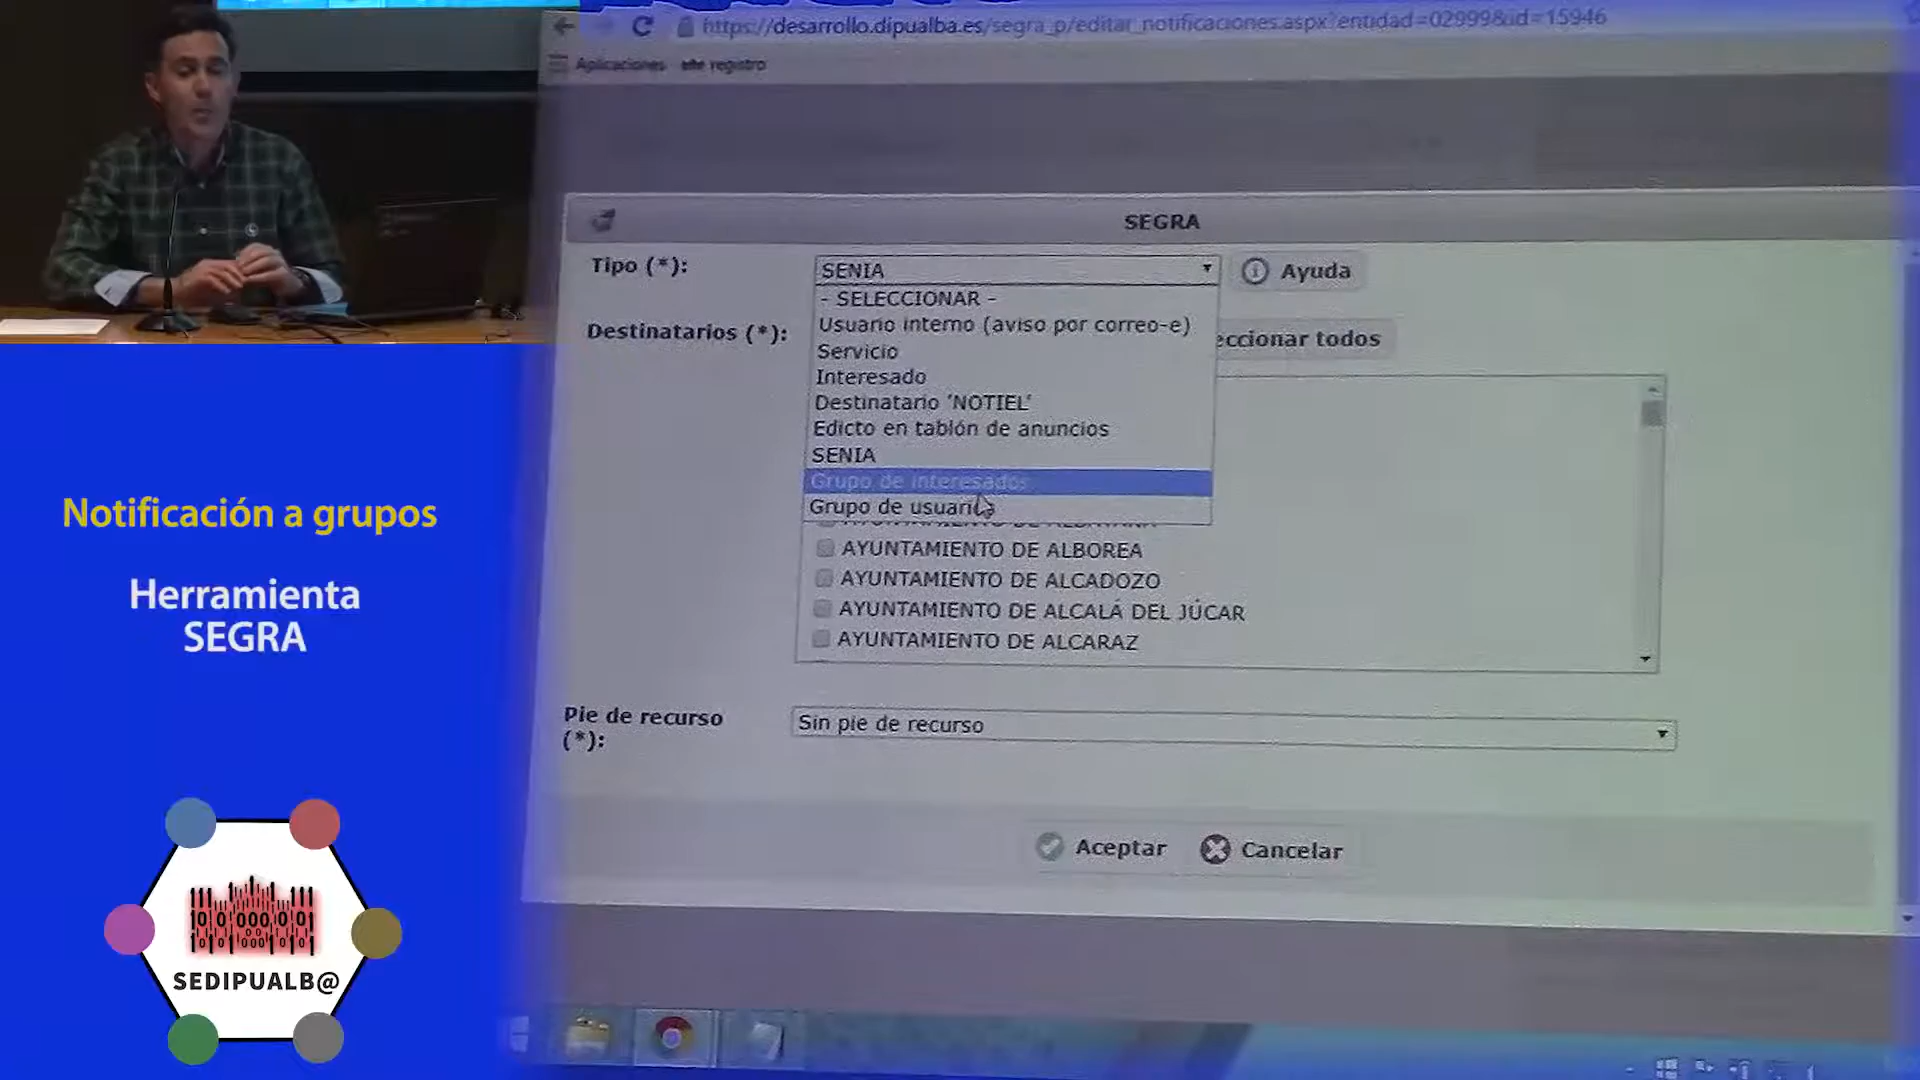 https://desarrollo.dipualba.es/segra_p/editar_notificaciones.aspx?entidad=02999&id=15946
Aplicaciones
registro
SEGRA
Tipo (*):
SENIA
Ayuda
- SELECCIONAR -
Usuario interno (aviso por correo-e)
Destinatarios (*):
eccionar todos
Servicio
Interesado
Destinatario 'NOTIEL'
Edicto en tablón de anuncios
SENIA
Grupo de interesados
Grupo de usuario
AYUNTAMIENTO DE ALBOREA
AYUNTAMIENTO DE ALCADOZO
AYUNTAMIENTO DE ALCALÁ DEL JÚCAR
AYUNTAMIENTO DE ALCARAZ
Pie de recurso
(*):
Sin pie de recurso
Aceptar
Cancelar
Notificación a grupos
Herramienta
SEGRA
SEDIPUALB@